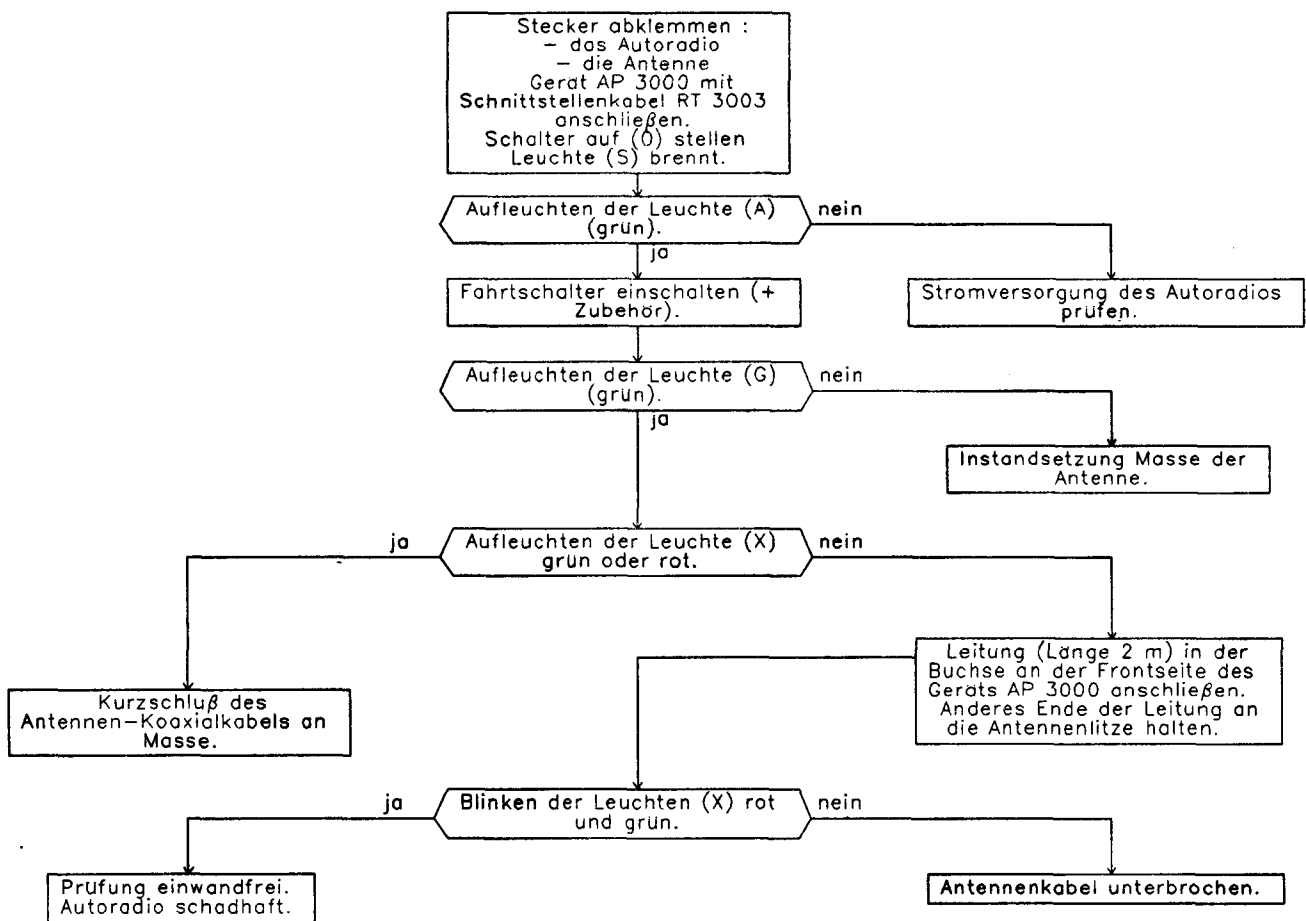 Stecker abklemmen :
– das Autoradio
– die Antenne
Gerät AP 3000 mit
Schnittstellenkabel RT 3003
anschließen.
Schalter auf (0) stellen
Leuchte (S) brennt.
Aufleuchten der Leuchte (A)
(grün).
nein
ja
Fahrtschalter einschalten (+
Zubehör).
Stromversorgung des Autoradios
prüfen.
Aufleuchten der Leuchte (G)
(grün).
nein
ja
Instandsetzung Masse der
Antenne.
ja
Aufleuchten der Leuchte (X)
grün oder rot.
nein
Leitung (Länge 2 m) in der
Buchse an der Frontseite des
Geräts AP 3000 anschließen.
Anderes Ende der Leitung an
die Antennenlitze halten.
Kurzschluß des
Antennen–Koaxialkabels an
Masse.
ja
Blinken der Leuchten (X) rot
und grün.
nein
Prüfung einwandfrei.
Autoradio schadhaft.
Antennenkabel unterbrochen.